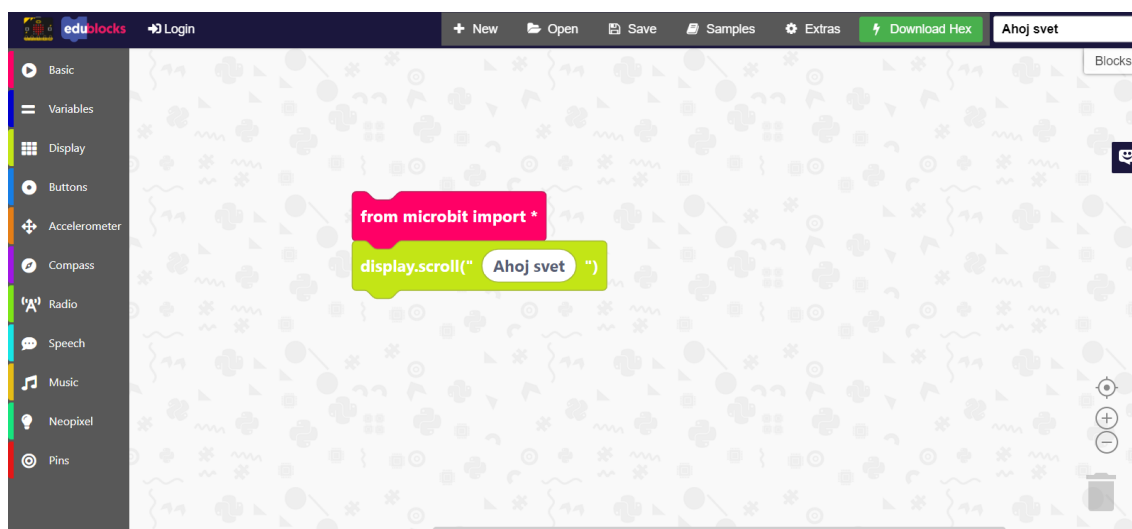 edublocks Login New Open Save Samples Extras Download Hex Ahoj svet
Blocks
Basic
Variables
Display
Buttons
Accelerometer
Compass
Radio
Speech
Music
Neopixel
Pins
from microbit import *
display.scroll(" Ahoj svet ")